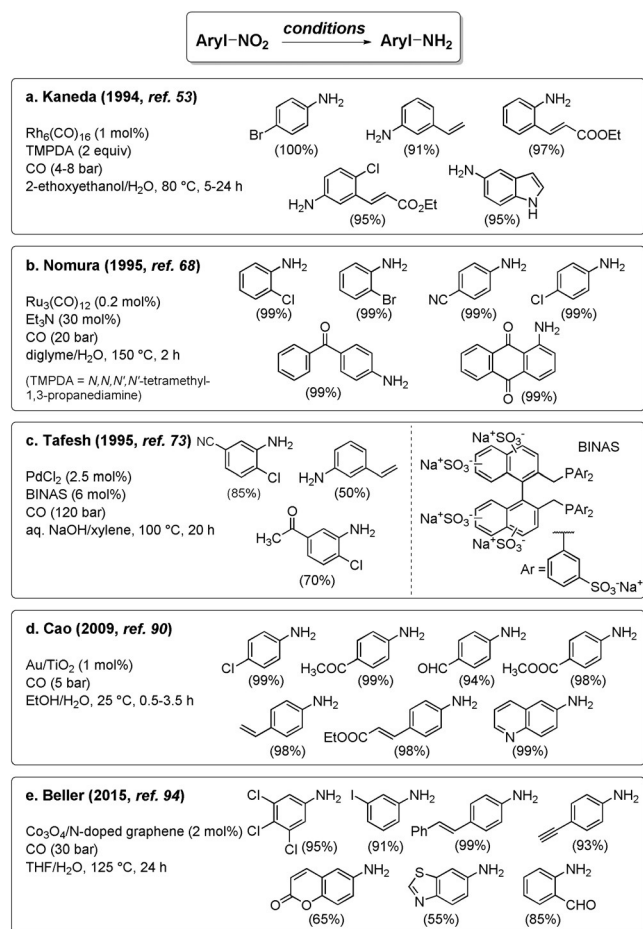 conditions
Aryl–NO2 Aryl–NH2
a. Kaneda (1994, ref. 53)
Rh6(CO)16 (1 mol%)
TMPDA (2 equiv)
CO (4-8 bar)
2-ethoxyethanol/H2O, 80 °C, 5-24 h
NH2
Br
(100%)
H2N
(91%)
NH2
COOEt
(97%)
Cl
H2N
CO2Et
(95%)
H2N
N
H
(95%)
b. Nomura (1995, ref. 68)
Ru3(CO)12 (0.2 mol%)
Et3N (30 mol%)
CO (20 bar)
diglyme/H2O, 150 °C, 2 h
(TMPDA = N,N,N',N'-tetramethyl-
1,3-propanediamine)
NH2
Cl
(99%)
NH2
Br
(99%)
NH2
NC
(99%)
NH2
Cl
(99%)
O
NH2
(99%)
O NH2
O
(99%)
c. Tafesh (1995, ref. 73)
PdCl2 (2.5 mol%)
BINAS (6 mol%)
CO (120 bar)
aq. NaOH/xylene, 100 °C, 20 h
NC
NH2
Cl
(85%)
H2N
(50%)
O
H3C
NH2
Cl
(70%)
BINAS
Na+SO3-
Na+SO3-
PAr2
PAr2
Na+SO3-
Na+SO3-
Ar =
SO3-Na+
d. Cao (2009, ref. 90)
Au/TiO2 (1 mol%)
CO (5 bar)
EtOH/H2O, 25 °C, 0.5-3.5 h
NH2
Cl
(99%)
NH2
CH3OC
(99%)
NH2
OHC
(94%)
NH2
CH3OOC
(98%)
NH2
(98%)
NH2
EtOOC
(98%)
NH2
N
(99%)
e. Beller (2015, ref. 94)
Co3O4/N-doped graphene (2 mol%)
CO (30 bar)
THF/H2O, 125 °C, 24 h
Cl
NH2
Cl
Cl
(95%)
I
NH2
(91%)
NH2
Ph
(99%)
NH2
(93%)
NH2
O
O
(65%)
S
NH2
N
(55%)
NH2
CHO
(85%)